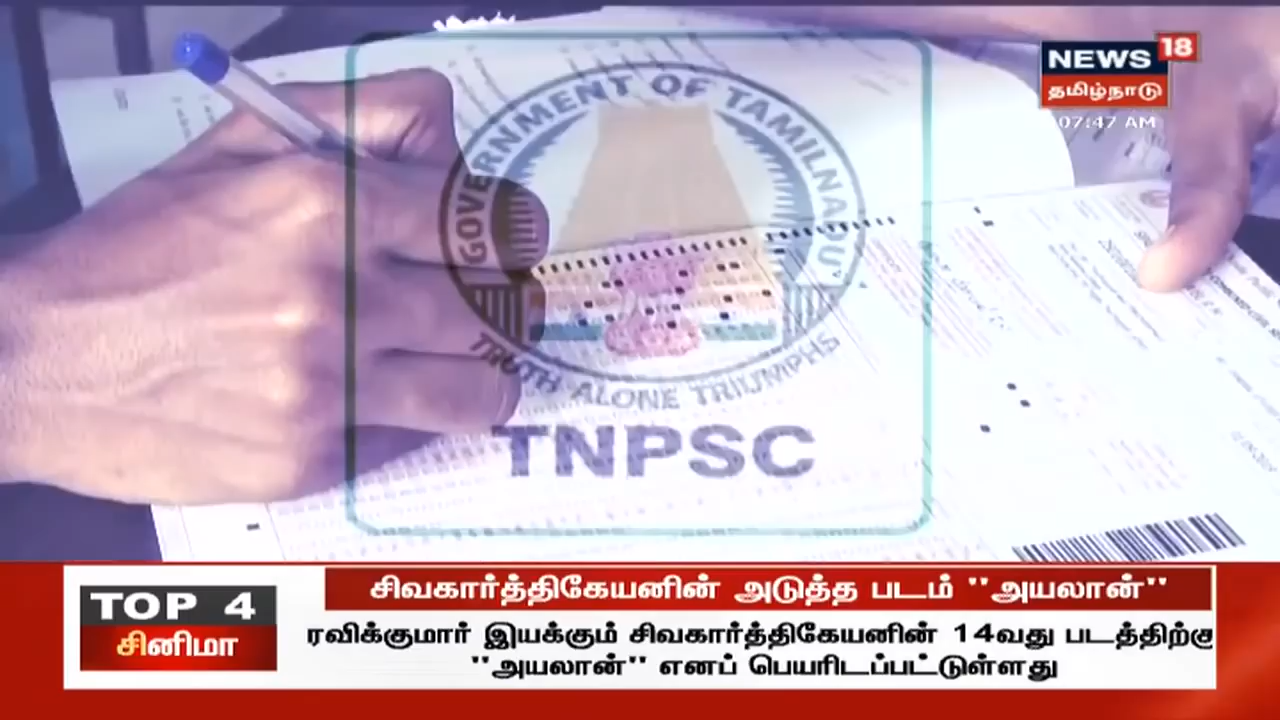 NEWS 18
தமிழ்நாடு
07:47 AM
GOVERNMENT OF TAMILNADU
TRUTH ALONE TRIUMPHS
TNPSC
TOP 4
சினிமா
சிவகார்த்திகேயனின் அடுத்த படம் "அயலான்"
ரவிக்குமார் இயக்கும் சிவகார்த்திகேயனின் 14வது படத்திற்கு
"அயலான்" எனப் பெயரிடப்பட்டுள்ளது